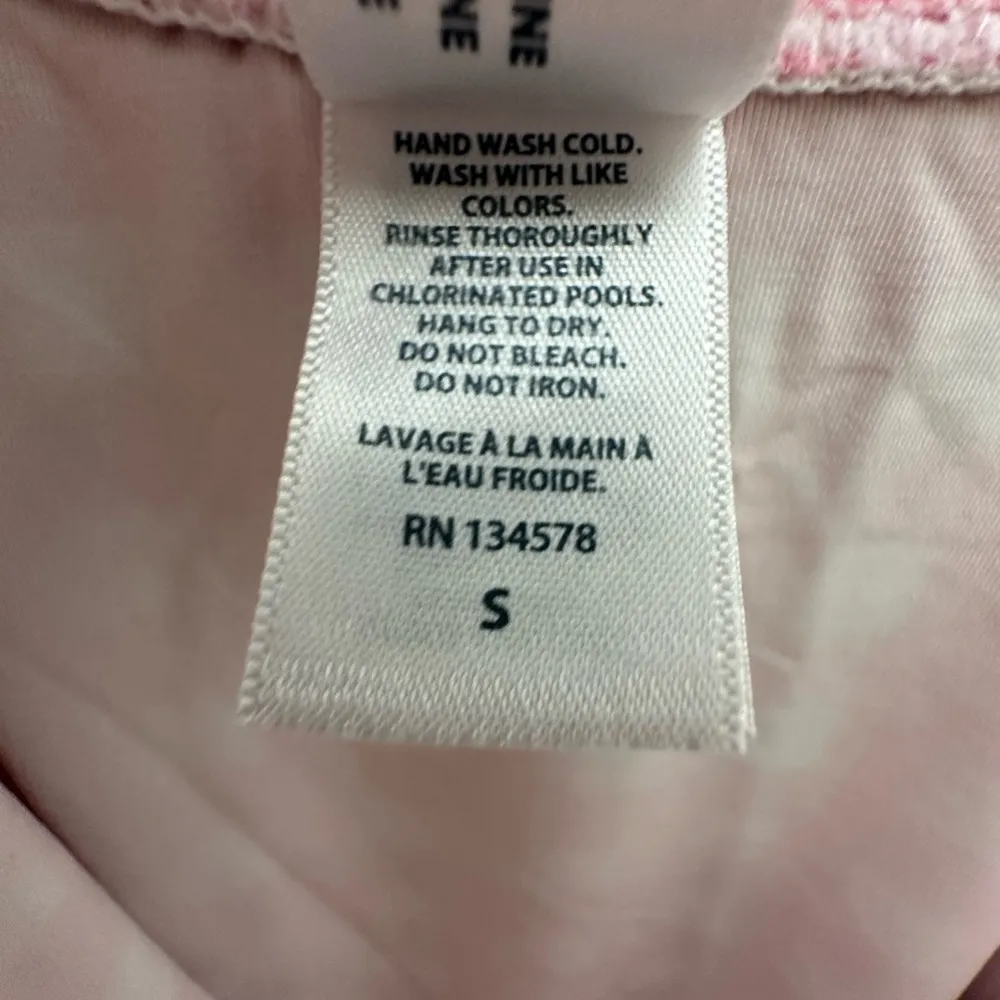 HAND WASH COLD.
WASH WITH LIKE
COLORS.
RINSE THOROUGHLY
AFTER USE IN
CHLORINATED POOLS.
HANG TO DRY.
DO NOT BLEACH.
DO NOT IRON.
LAVAGE À LA MAIN À
L'EAU FROIDE.
RN 134578
S